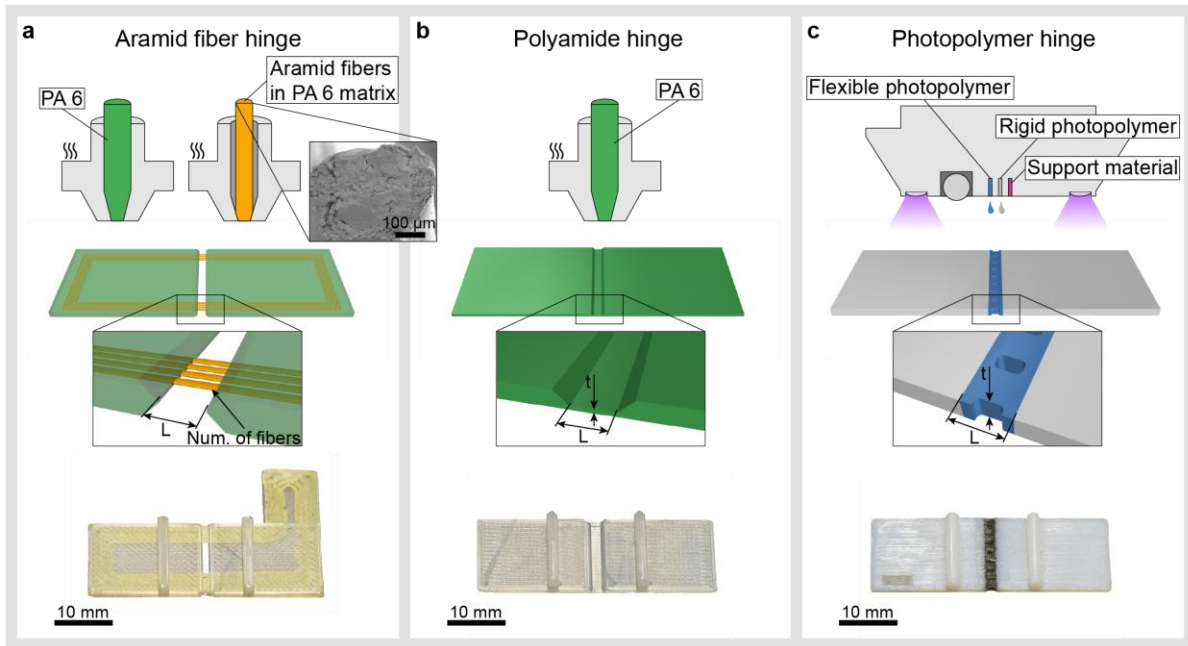 a
Aramid fiber hinge
PA 6
Aramid fibers
in PA 6 matrix
100 µm
L
Num. of fibers
10 mm
b
Polyamide hinge
PA 6
t
L
10 mm
c
Photopolymer hinge
Flexible photopolymer
Rigid photopolymer
Support material
t
L
10 mm